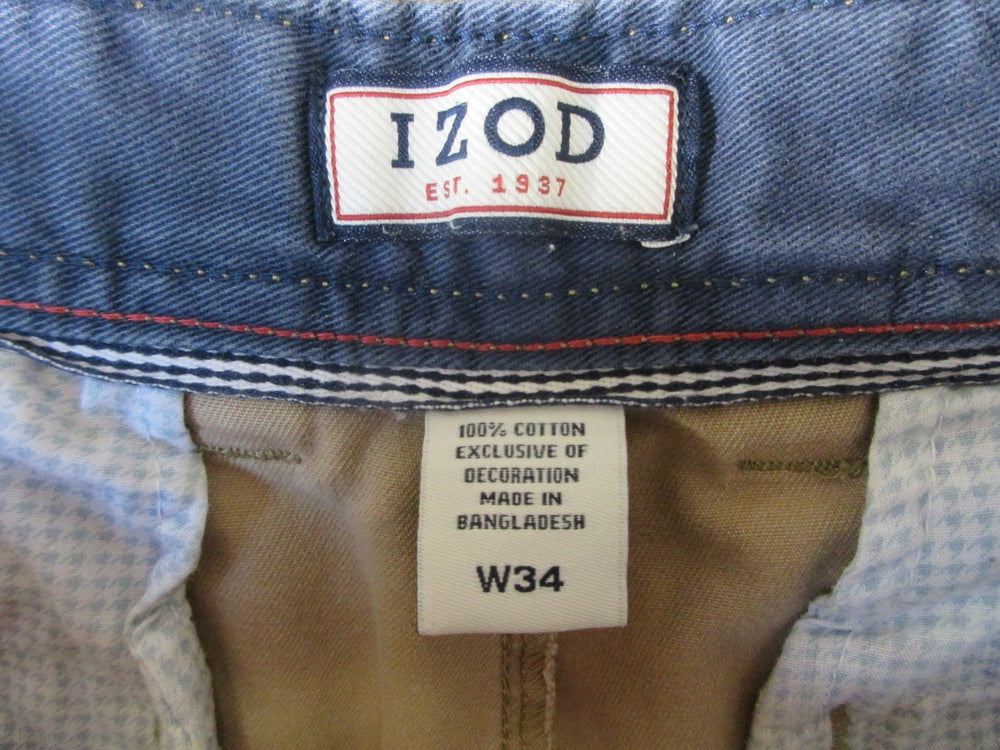 IZOD
EST. 1937
100% COTTON
EXCLUSIVE OF
DECORATION
MADE IN
BANGLADESH
W34